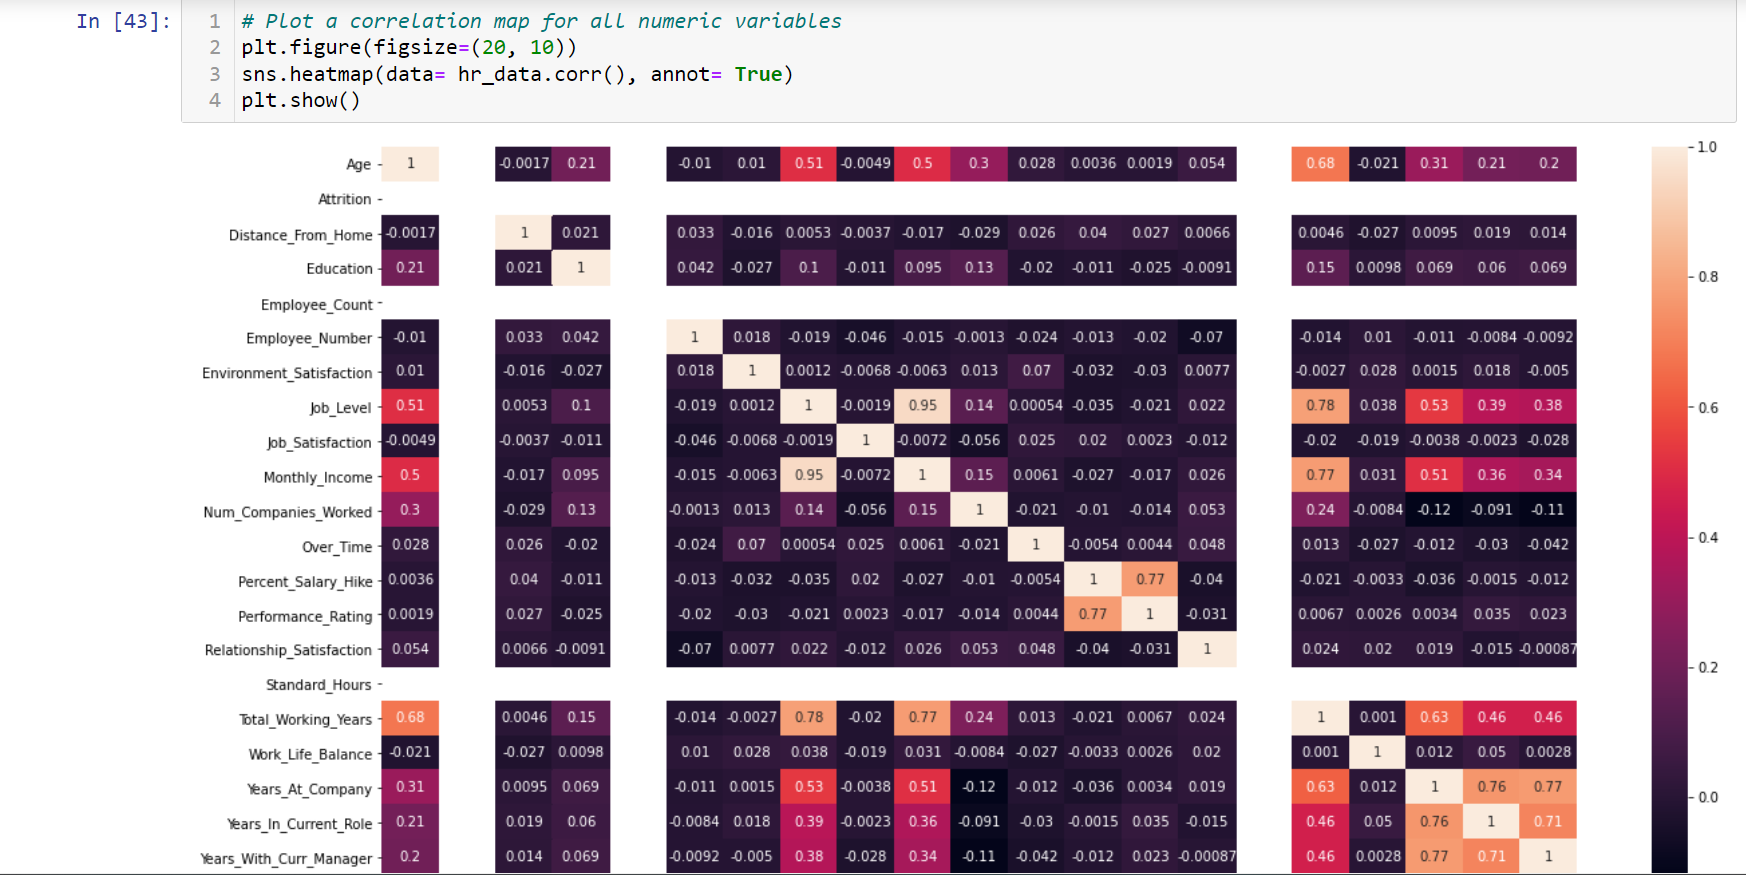 In [43]:
1 # Plot a correlation map for all numeric variables
2 plt.figure(figsize=(20, 10))
3 sns.heatmap(data= hr_data.corr(), annot= True)
4 plt.show()
Age 1 -0.0017 0.21 -0.01 0.01 0.51 -0.0049 0.5 0.3 0.028 0.0036 0.0019 0.054 0.68 -0.021 0.31 0.21 0.2
Attrition
Distance_From_Home -0.0017 1 0.021 0.033 -0.016 0.0053 -0.0037 -0.017 -0.029 0.026 0.04 0.027 0.0066 0.0046 -0.027 0.0095 0.019 0.014
Education 0.21 0.021 1 0.042 -0.027 0.1 -0.011 0.095 0.13 -0.02 -0.011 -0.025 -0.0091 0.15 0.0098 0.069 0.06 0.069
Employee_Count
Employee_Number -0.01 0.033 0.042 1 0.018 -0.019 -0.046 -0.015 -0.0013 -0.024 -0.013 -0.02 -0.07 -0.014 0.01 -0.011 -0.0084 -0.0092
Environment_Satisfaction 0.01 -0.016 -0.027 0.018 1 0.0012 -0.0068 -0.0063 0.013 0.07 -0.032 -0.03 0.0077 -0.0027 0.028 0.0015 0.018 -0.005
Job_Level 0.51 0.0053 0.1 -0.019 0.0012 1 -0.0019 0.95 0.14 0.00054 -0.035 -0.021 0.022 0.78 0.038 0.53 0.39 0.38
Job_Satisfaction -0.0049 -0.0037 -0.011 -0.046 -0.0068 -0.0019 1 -0.0072 -0.056 0.025 0.02 0.0023 -0.012 -0.02 -0.019 -0.0038 -0.0023 -0.028
Monthly_Income 0.5 -0.017 0.095 -0.015 -0.0063 0.95 -0.0072 1 0.15 0.0061 -0.027 -0.017 0.026 0.77 0.031 0.51 0.36 0.34
Num_Companies_Worked 0.3 -0.029 0.13 -0.0013 0.013 0.14 -0.056 0.15 1 -0.021 -0.01 -0.014 0.053 0.24 -0.0084 -0.12 -0.091 -0.11
Over_Time 0.028 0.026 -0.02 -0.024 0.07 0.00054 0.025 0.0061 -0.021 1 -0.0054 0.0044 0.048 0.013 -0.027 -0.012 -0.03 -0.042
Percent_Salary_Hike 0.0036 0.04 -0.011 -0.013 -0.032 -0.035 0.02 -0.027 -0.01 -0.0054 1 0.77 -0.04 -0.021 -0.0033 -0.036 -0.0015 -0.012
Performance_Rating 0.0019 0.027 -0.025 -0.02 -0.03 -0.021 0.0023 -0.017 -0.014 0.0044 0.77 1 -0.031 0.0067 0.0026 0.0034 0.035 0.023
Relationship_Satisfaction 0.054 0.0066 -0.0091 -0.07 0.0077 0.022 -0.012 0.026 0.053 0.048 -0.04 -0.031 1 0.024 0.02 0.019 -0.015 -0.00087
Standard_Hours
Total_Working_Years 0.68 0.0046 0.15 -0.014 -0.0027 0.78 -0.02 0.77 0.24 0.013 -0.021 0.0067 0.024 1 0.001 0.63 0.46 0.46
Work_Life_Balance -0.021 -0.027 0.0098 0.01 0.028 0.038 -0.019 0.031 -0.0084 -0.027 -0.0033 0.0026 0.02 0.001 1 0.012 0.05 0.0028
Years_At_Company 0.31 0.0095 0.069 -0.011 0.0015 0.53 -0.0038 0.51 -0.12 -0.012 -0.036 0.0034 0.019 0.63 0.012 1 0.76 0.77
Years_In_Current_Role 0.21 0.019 0.06 -0.0084 0.018 0.39 -0.0023 0.36 -0.091 -0.03 -0.0015 0.035 -0.015 0.46 0.05 0.76 1 0.71
Years_With_Curr_Manager 0.2 0.014 0.069 -0.0092 -0.005 0.38 -0.028 0.34 -0.11 -0.042 -0.012 0.023 -0.00087 0.46 0.0028 0.77 0.71 1
1.0
0.8
0.6
0.4
0.2
0.0